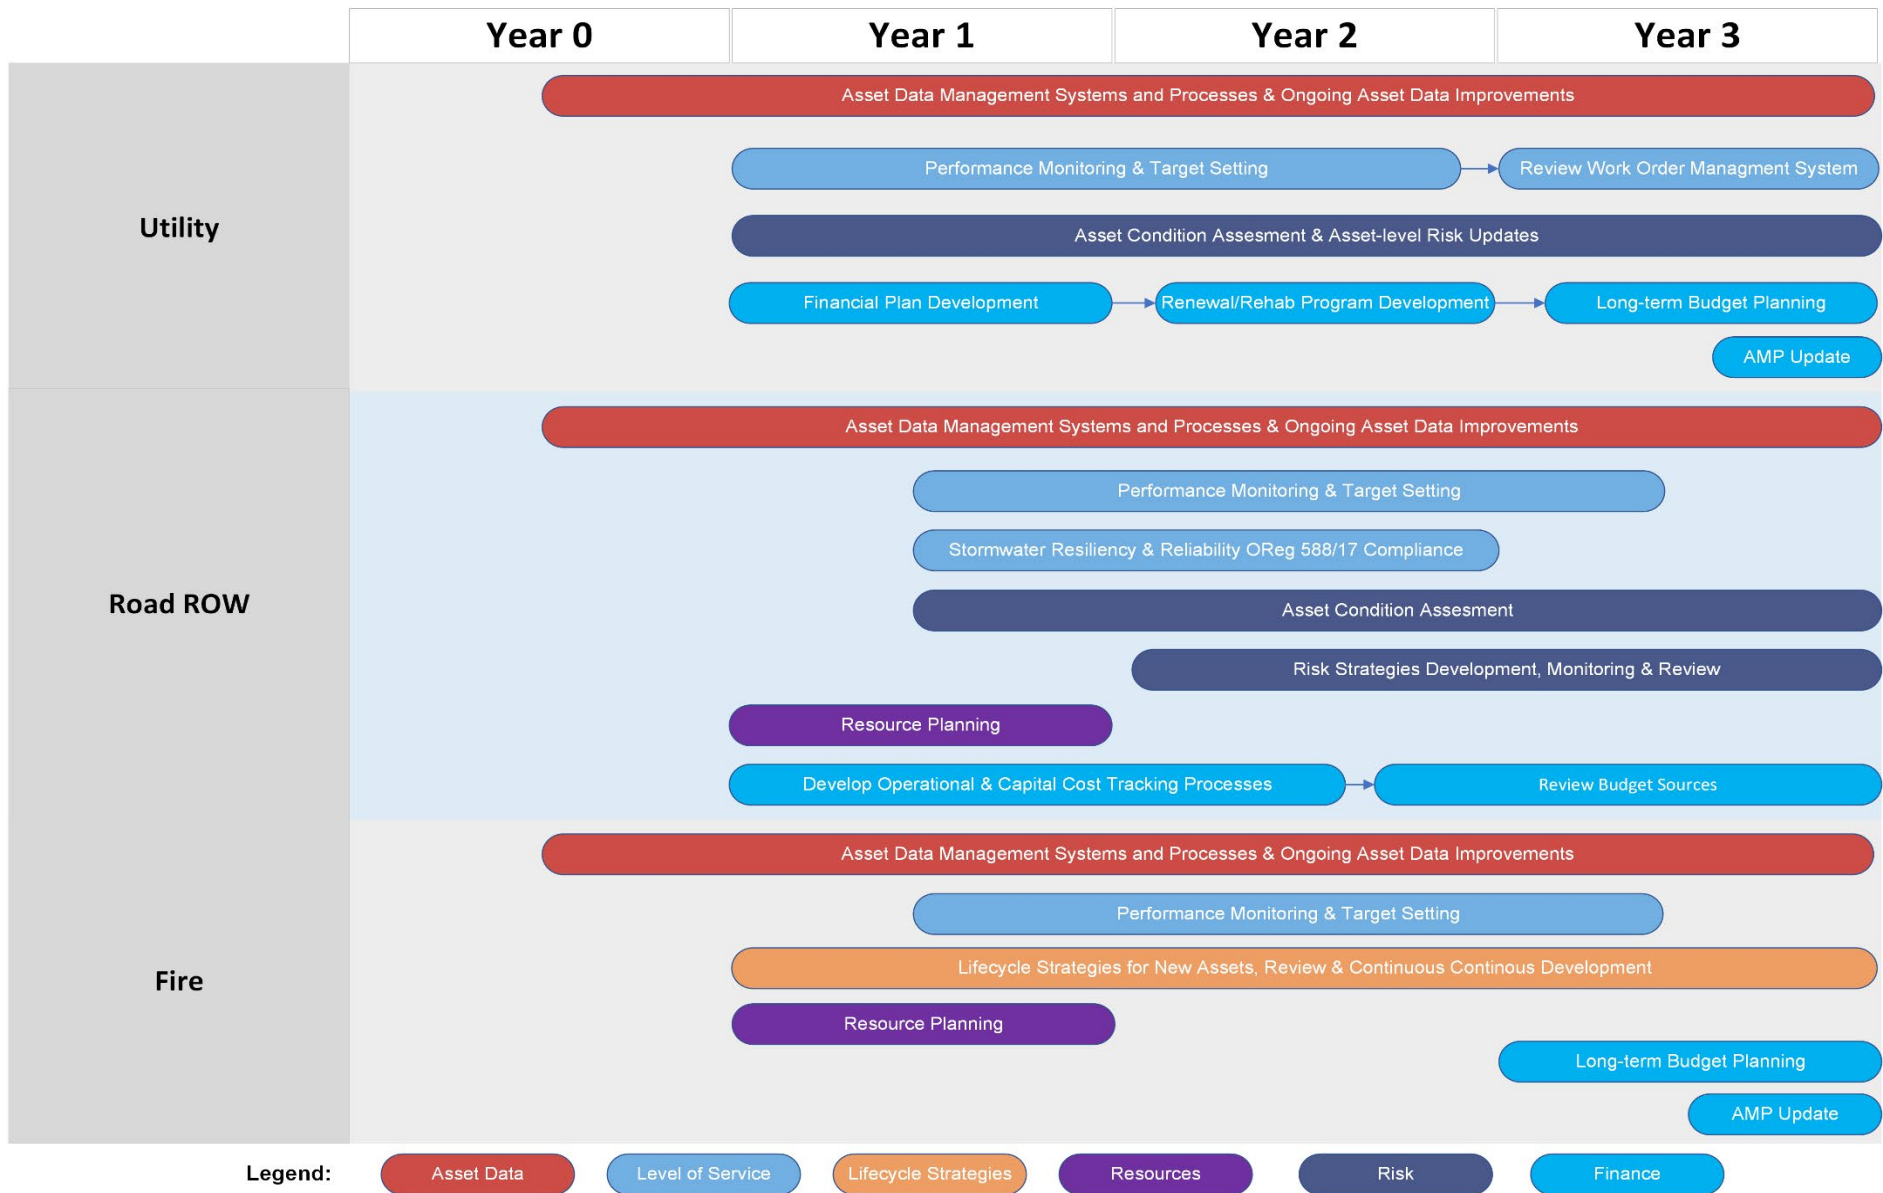 Year 0
Year 1
Year 2
Year 3
Utility
Asset Data Management Systems and Processes & Ongoing Asset Data Improvements
Performance Monitoring & Target Setting
Review Work Order Managment System
Asset Condition Assesment & Asset-level Risk Updates
Financial Plan Development
Renewal/Rehab Program Development
Long-term Budget Planning
AMP Update
Road ROW
Asset Data Management Systems and Processes & Ongoing Asset Data Improvements
Performance Monitoring & Target Setting
Stormwater Resiliency & Reliability OReg 588/17 Compliance
Asset Condition Assesment
Risk Strategies Development, Monitoring & Review
Resource Planning
Develop Operational & Capital Cost Tracking Processes
Review Budget Sources
Fire
Asset Data Management Systems and Processes & Ongoing Asset Data Improvements
Performance Monitoring & Target Setting
Lifecycle Strategies for New Assets, Review & Continuous Continous Development
Resource Planning
Long-term Budget Planning
AMP Update
Legend:
Asset Data
Level of Service
Lifecycle Strategies
Resources
Risk
Finance